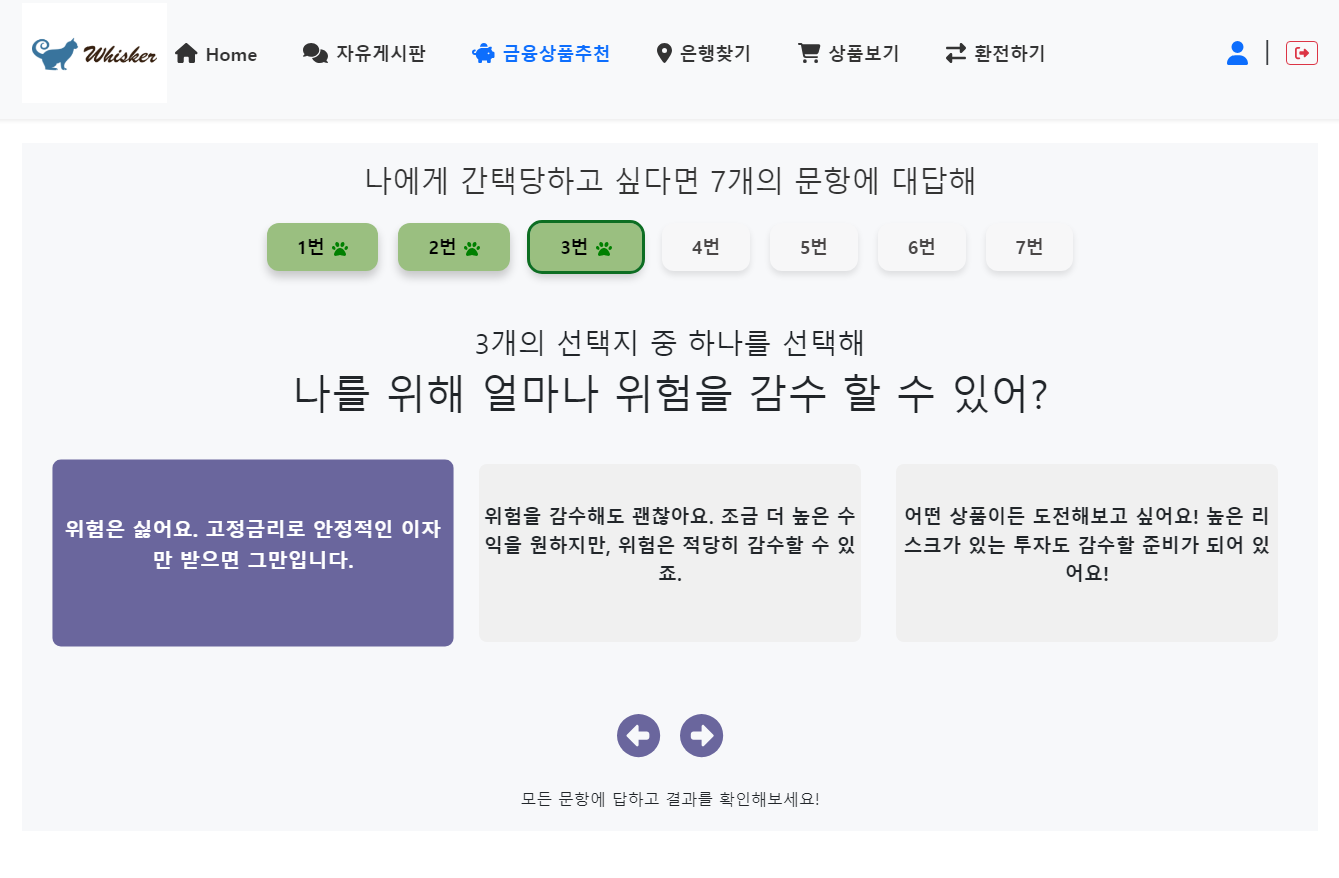 Whisker Home 자유게시판 금융상품추천 은행찾기 상품보기 환전하기 |
나에게 간택당하고 싶다면 7개의 문항에 대답해
1번 2번 3번 4번 5번 6번 7번
3개의 선택지 중 하나를 선택해
나를 위해 얼마나 위험을 감수 할 수 있어?
위험은 싫어요. 고정금리로 안정적인 이자
만 받으면 그만입니다.
위험을 감수해도 괜찮아요. 조금 더 높은 수
익을 원하지만, 위험은 적당히 감수할 수 있
죠.
어떤 상품이든 도전해보고 싶어요! 높은 리
스크가 있는 투자도 감수할 준비가 되어 있
어요!
모든 문항에 답하고 결과를 확인해보세요!